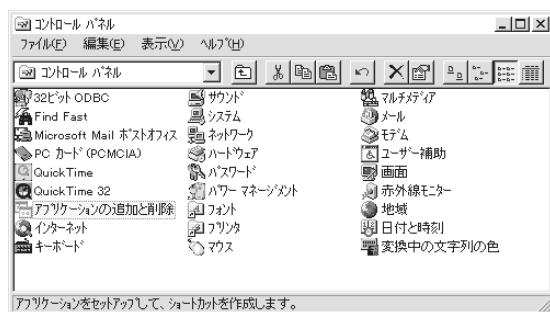 コントロール パネル
ファイル(F) 編集(E) 表示(V) ヘルプ(H)
コントロール パネル
32ビット ODBC
Find Fast
Microsoft Mail ポストオフィス
PC カード (PCMCIA)
QuickTime
QuickTime 32
アプリケーションの追加と削除
インターネット
キーボード
サウンド
システム
ネットワーク
ハードウェア
パスワード
パワー マネージメント
フォント
プリンタ
マウス
マルチメディア
メール
モデム
ユーザー補助
画面
赤外線モニター
地域
日付と時刻
変換中の文字列の色
アプリケーションをセットアップして、ショートカットを作成します。